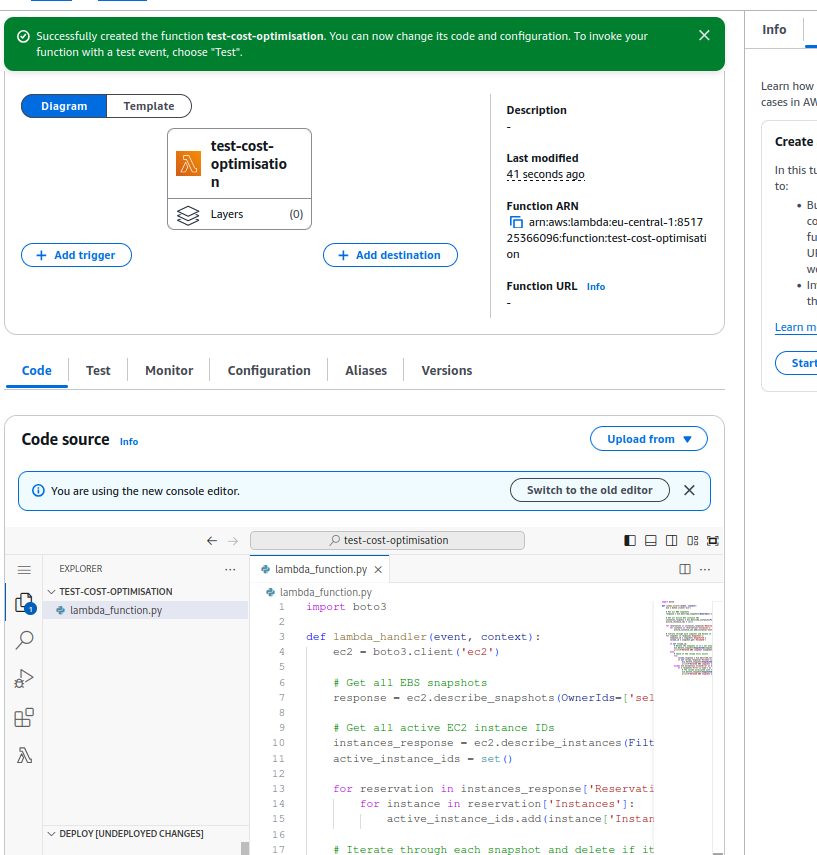 Successfully created the function test-cost-optimisation. You can now change its code and configuration. To invoke your
function with a test event, choose "Test".
Info
Learn how
cases in AW
Diagram
Template
test-cost-
optimisatio
n
Layers
(0)
Add trigger
Add destination
Description
-
Last modified
41 seconds ago
Function ARN
arn:aws:lambda:eu-central-1:8517
25366096:function:test-cost-optimisati
on
Function URL Info
-
Create
In this tu
to:
Bu
co
fu
UR
we
In
th
Learn m
Start
Code
Test
Monitor
Configuration
Aliases
Versions
Code source Info
Upload from
You are using the new console editor.
Switch to the old editor
test-cost-optimisation
EXPLORER
TEST-COST-OPTIMISATION
lambda_function.py
1
lambda_function.py
lambda_function.py
1 import boto3
2
3 def lambda_handler(event, context):
4 ec2 = boto3.client('ec2')
5
6 # Get all EBS snapshots
7 response = ec2.describe_snapshots(OwnerIds=['sel
8
9 # Get all active EC2 instance IDs
10 instances_response = ec2.describe_instances(Filt
11 active_instance_ids = set()
12
13 for reservation in instances_response['Reservati
14 for instance in reservation['Instances']:
15 active_instance_ids.add(instance['Instan
16
17 # Iterate through each snapshot and delete if it
DEPLOY [UNDEPLOYED CHANGES]